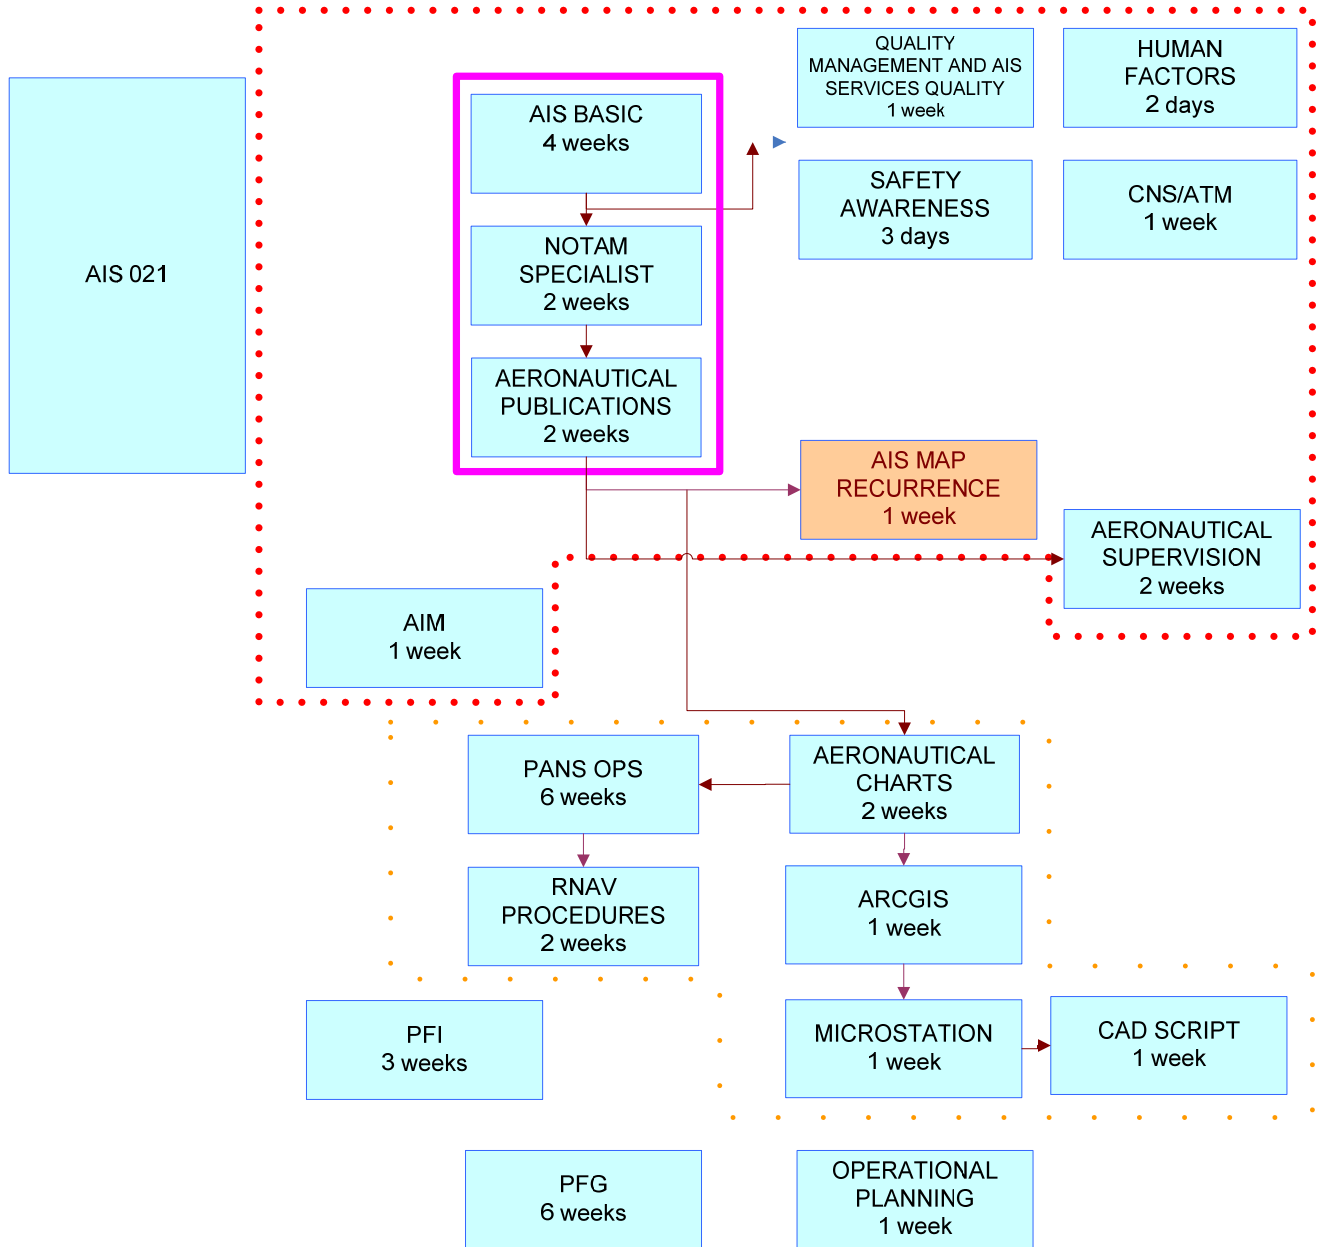 QUALITY
MANAGEMENT AND AIS
SERVICES QUALITY
1 week
HUMAN
FACTORS
2 days
AIS BASIC
4 weeks
SAFETY
AWARENESS
3 days
CNS/ATM
1 week
AIS 021
NOTAM
SPECIALIST
2 weeks
AERONAUTICAL
PUBLICATIONS
2 weeks
AIS MAP
RECURRENCE
1 week
AERONAUTICAL
SUPERVISION
2 weeks
AIM
1 week
PANS OPS
6 weeks
AERONAUTICAL
CHARTS
2 weeks
RNAV
PROCEDURES
2 weeks
ARCGIS
1 week
PFI
3 weeks
MICROSTATION
1 week
CAD SCRIPT
1 week
PFG
6 weeks
OPERATIONAL
PLANNING
1 week